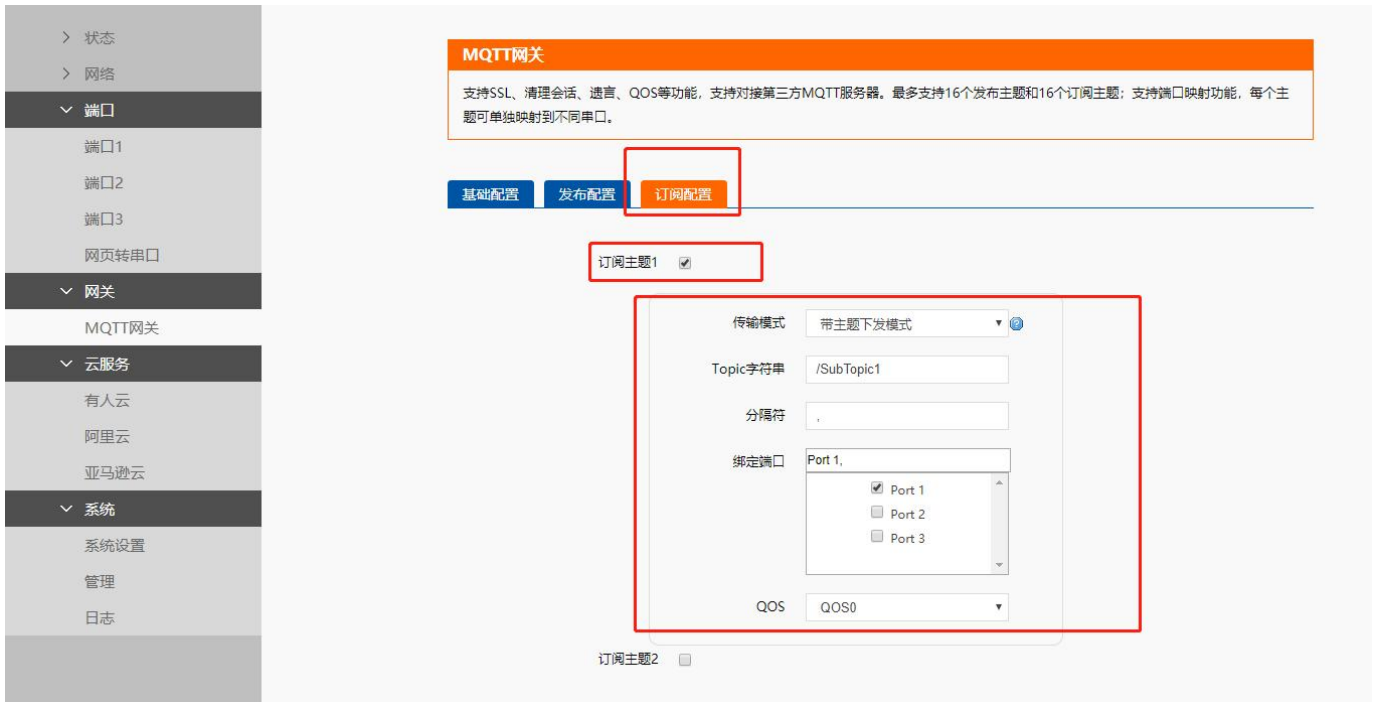 状态
网络
端口
端口1
端口2
端口3
网页转串口
网关
MQTT网关
云服务
有人云
阿里云
亚马逊云
系统
系统设置
管理
日志
MQTT网关
支持SSL、清理会话、遗言、QOS等功能，支持对接第三方MQTT服务器。最多支持16个发布主题和16个订阅主题；支持端口映射功能，每个主
题可单独映射到不同串口。
基础配置 发布配置 订阅配置
订阅主题1
传输模式 带主题下发模式
Topic字符串 /SubTopic1
分隔符 ,
绑定端口 Port 1,
Port 1
Port 2
Port 3
QOS QOS0
订阅主题2